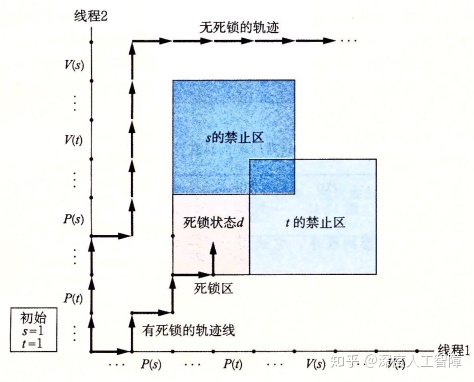 线程2
无死锁的轨迹
...
V(s)
...
s的禁止区
V(t)
...
P(s)
死锁状态d
t 的禁止区
...
死锁区
P(t)
初始
s=1
t=1
有死锁的轨迹线
...
线程1
... P(s) ... P(t) ... V(s) ... V(t)
知乎 @深度人工智障